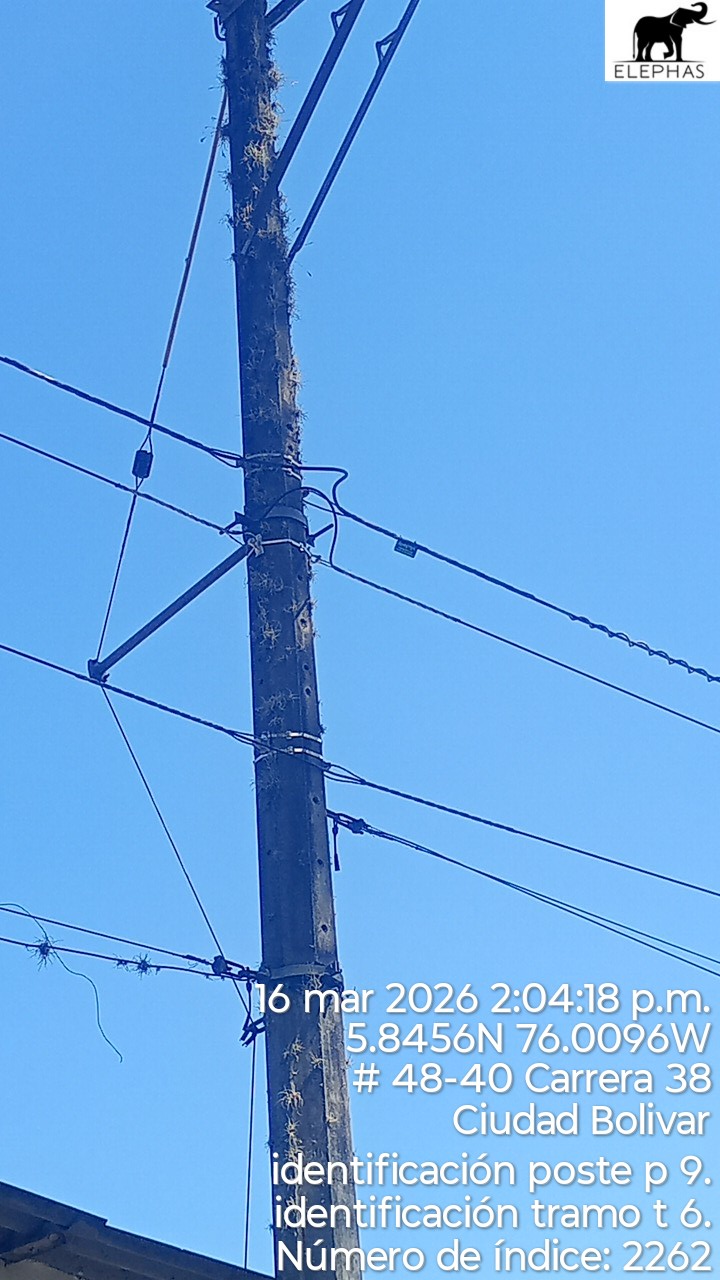 ELEPHAS
16 mar 2026 2:04:18 p.m.
5.8456N 76.0096W
# 48-40 Carrera 38
Ciudad Bolivar
identificación poste p 9.
identificación tramo t 6.
Número de índice: 2262